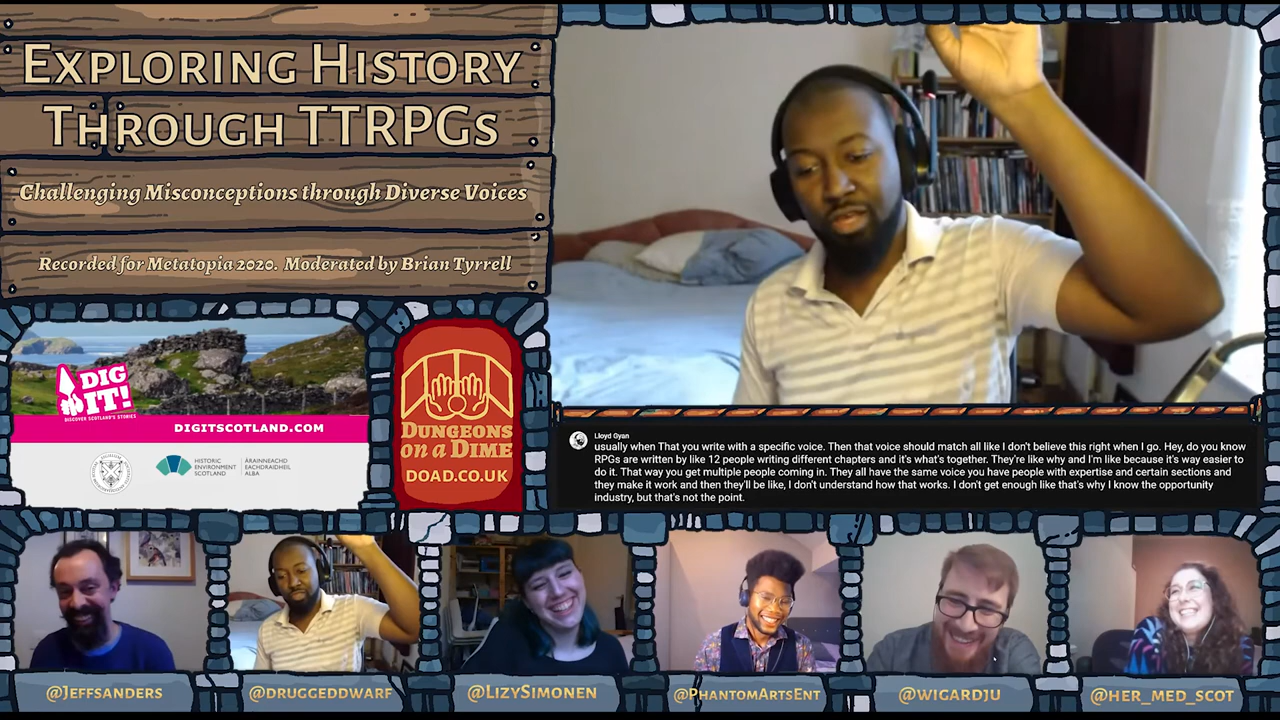 EXPLORING HISTORY
THROUGH TTRPGS
Challenging Misconceptions through Diverse Voices
Recorded for Metatopia 2020. Moderated by Brian Tyrrell
DIG
IT!
DISCOVER SCOTLAND'S STORIES
DIGITSCOTLAND.COM
HISTORIC
ENVIRONMENT
SCOTLAND
ÀRAINNEACHD
EACHDRAIDHEIL
ALBA
DUNGEONS
on a DIME
DOAD.CO.UK
Lloyd Gyan
usually when That you write with a specific voice. Then that voice should match all like I don't believe this right when I go. Hey, do you know
RPGs are written by like 12 people writing different chapters and it's what's together. They're like why and I'm like because it's way easier to
do it. That way you get multiple people coming in. They all have the same voice you have people with expertise and certain sections and
they make it work and then they'll be like, I don't understand how that works. I don't get enough like that's why I know the opportunity
industry, but that's not the point.
@JEFFSANDERS
@DRUGGEDDWARF
@LIZYSIMONEN
@PHANTOMARTSENT
@WIGARDJU
@HER_MED_SCOT